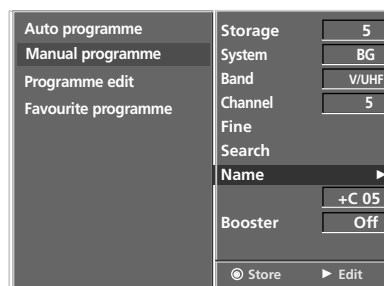 Auto programme
Manual programme
Programme edit
Favourite programme
Storage 5
System BG
Band V/UHF
Channel 5
Fine
Search
Name ►
+C 05
Booster Off
◉ Store ► Edit